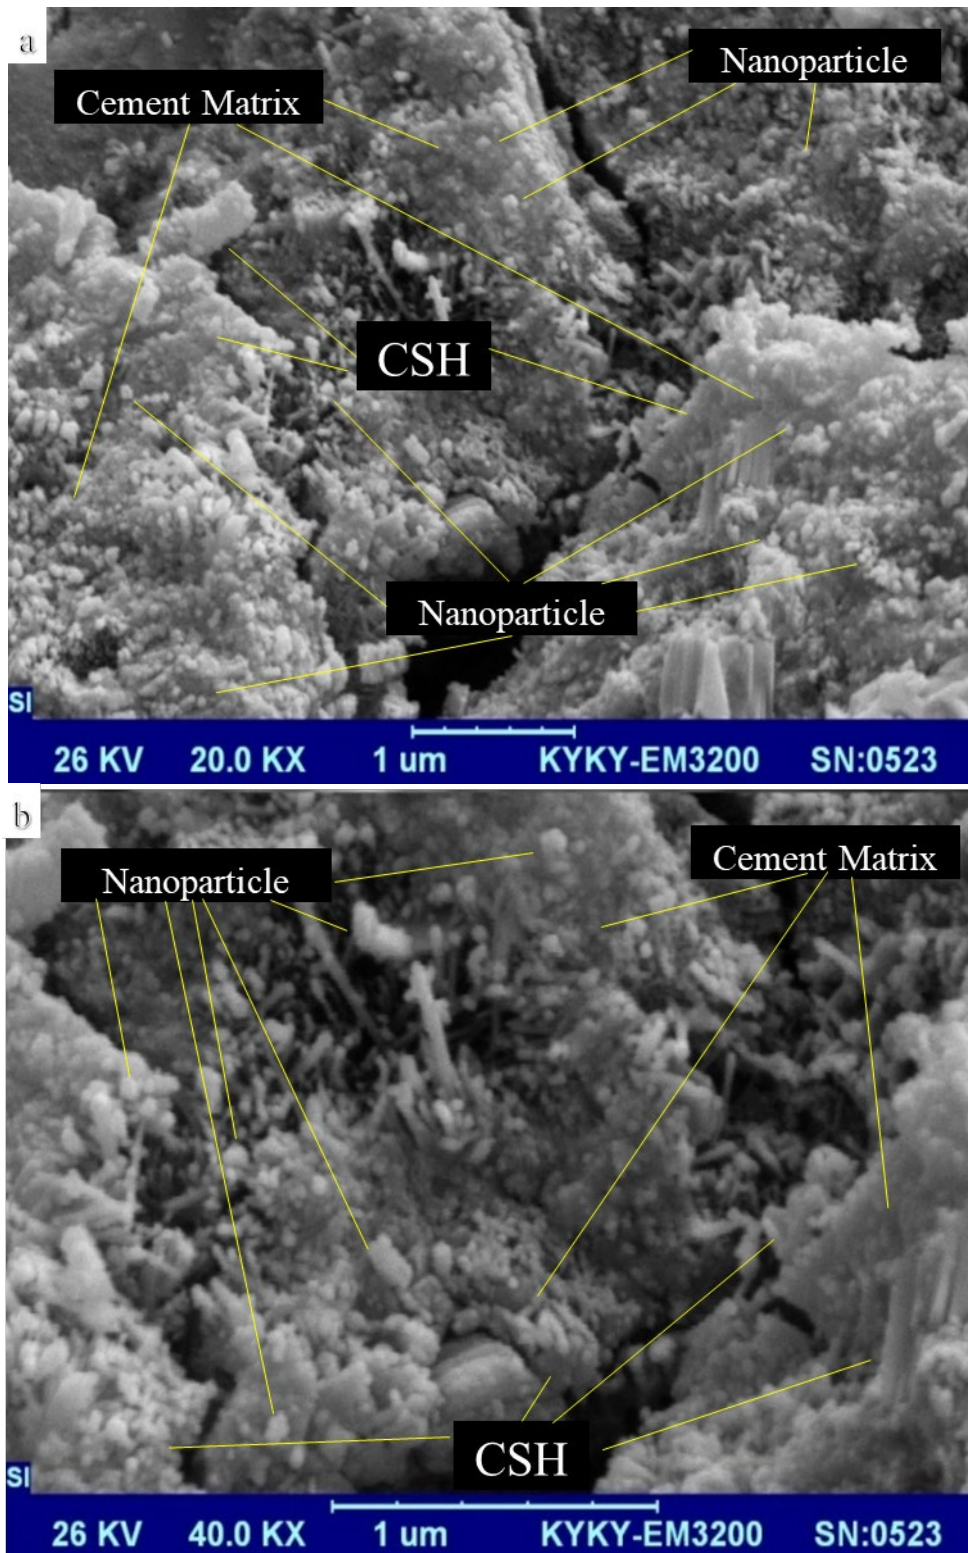 a
Nanoparticle
Cement Matrix
CSH
Nanoparticle
SI
26 KV 20.0 KX 1 um KYKY-EM3200 SN:0523
b
Cement Matrix
Nanoparticle
CSH
SI
26 KV 40.0 KX 1 um KYKY-EM3200 SN:0523